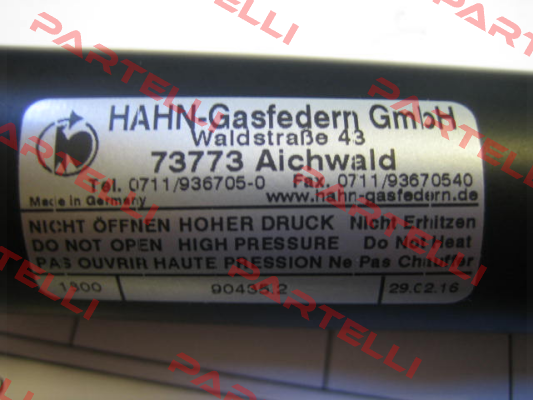 HAHN-Gasfedern GmbH
Waldstraße 43
73773 Aichwald
Tel. 0711/936705-0 Fax. 0711/93670540
Made in Germany www.hahn-gasfedern.de
NICHT ÖFFNEN HOHER DRUCK Nicht Erhitzen
DO NOT OPEN HIGH PRESSURE Do Not Heat
PAS OUVRIR HAUTE PRESSION Ne Pas Chauffer
1300 90435.2 29.02.16
PARTELLI
PARTELLI
PARTELLI
PARTELLI
PARTELLI